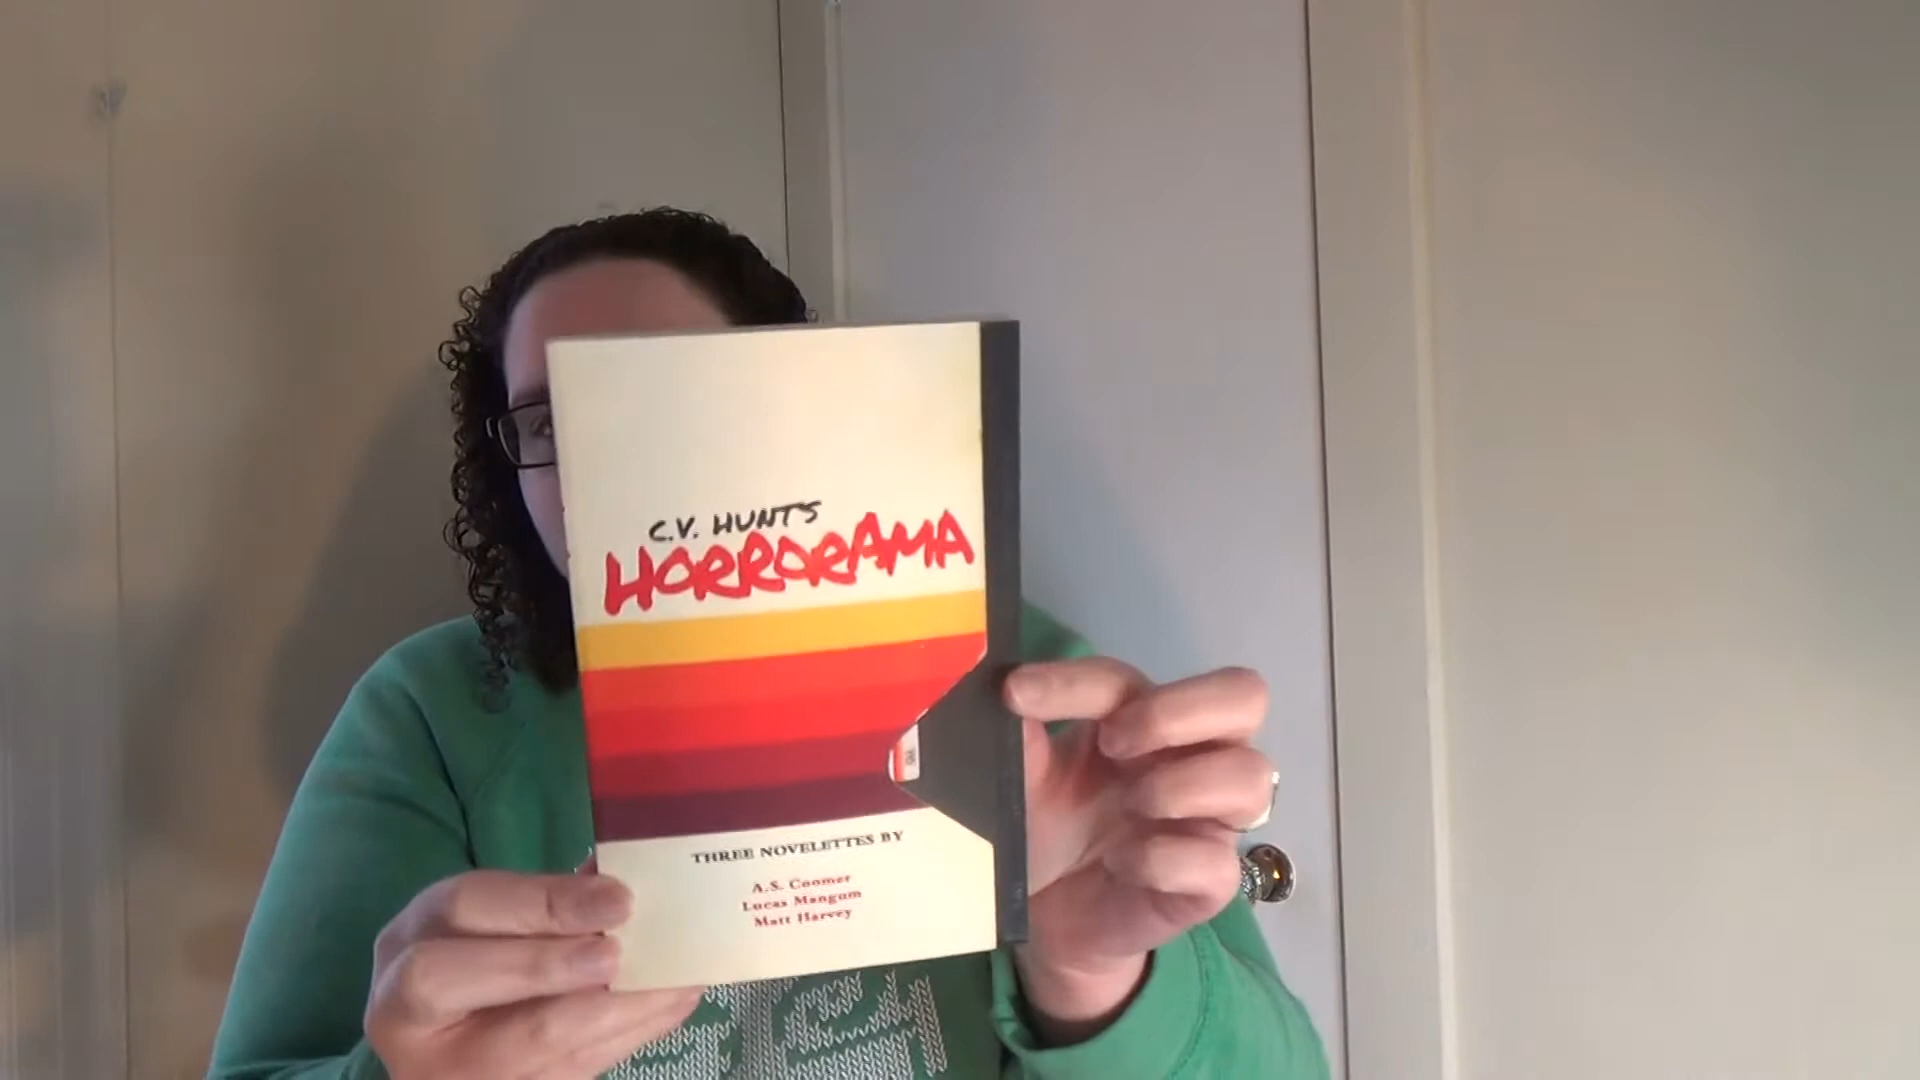 C.V. HUNT'S
HORRORAMA
THREE NOVELETTES BY
A.S. Coomer
Lucas Mangum
Matt Harvey